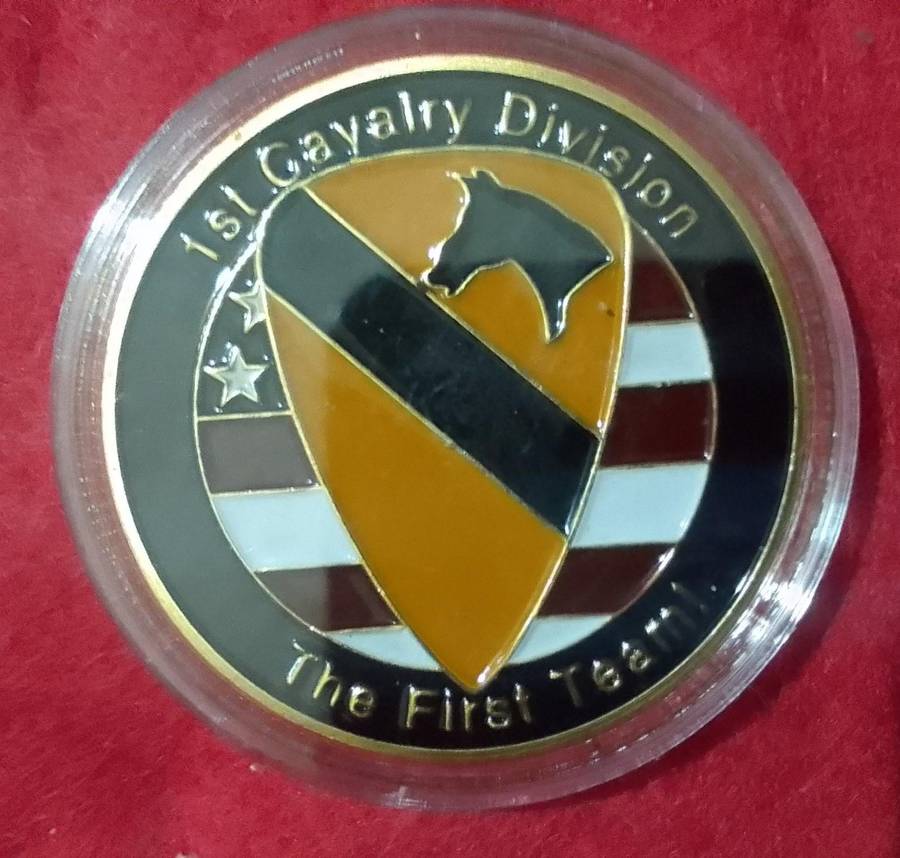 1st Cavalry Division
The First Team!